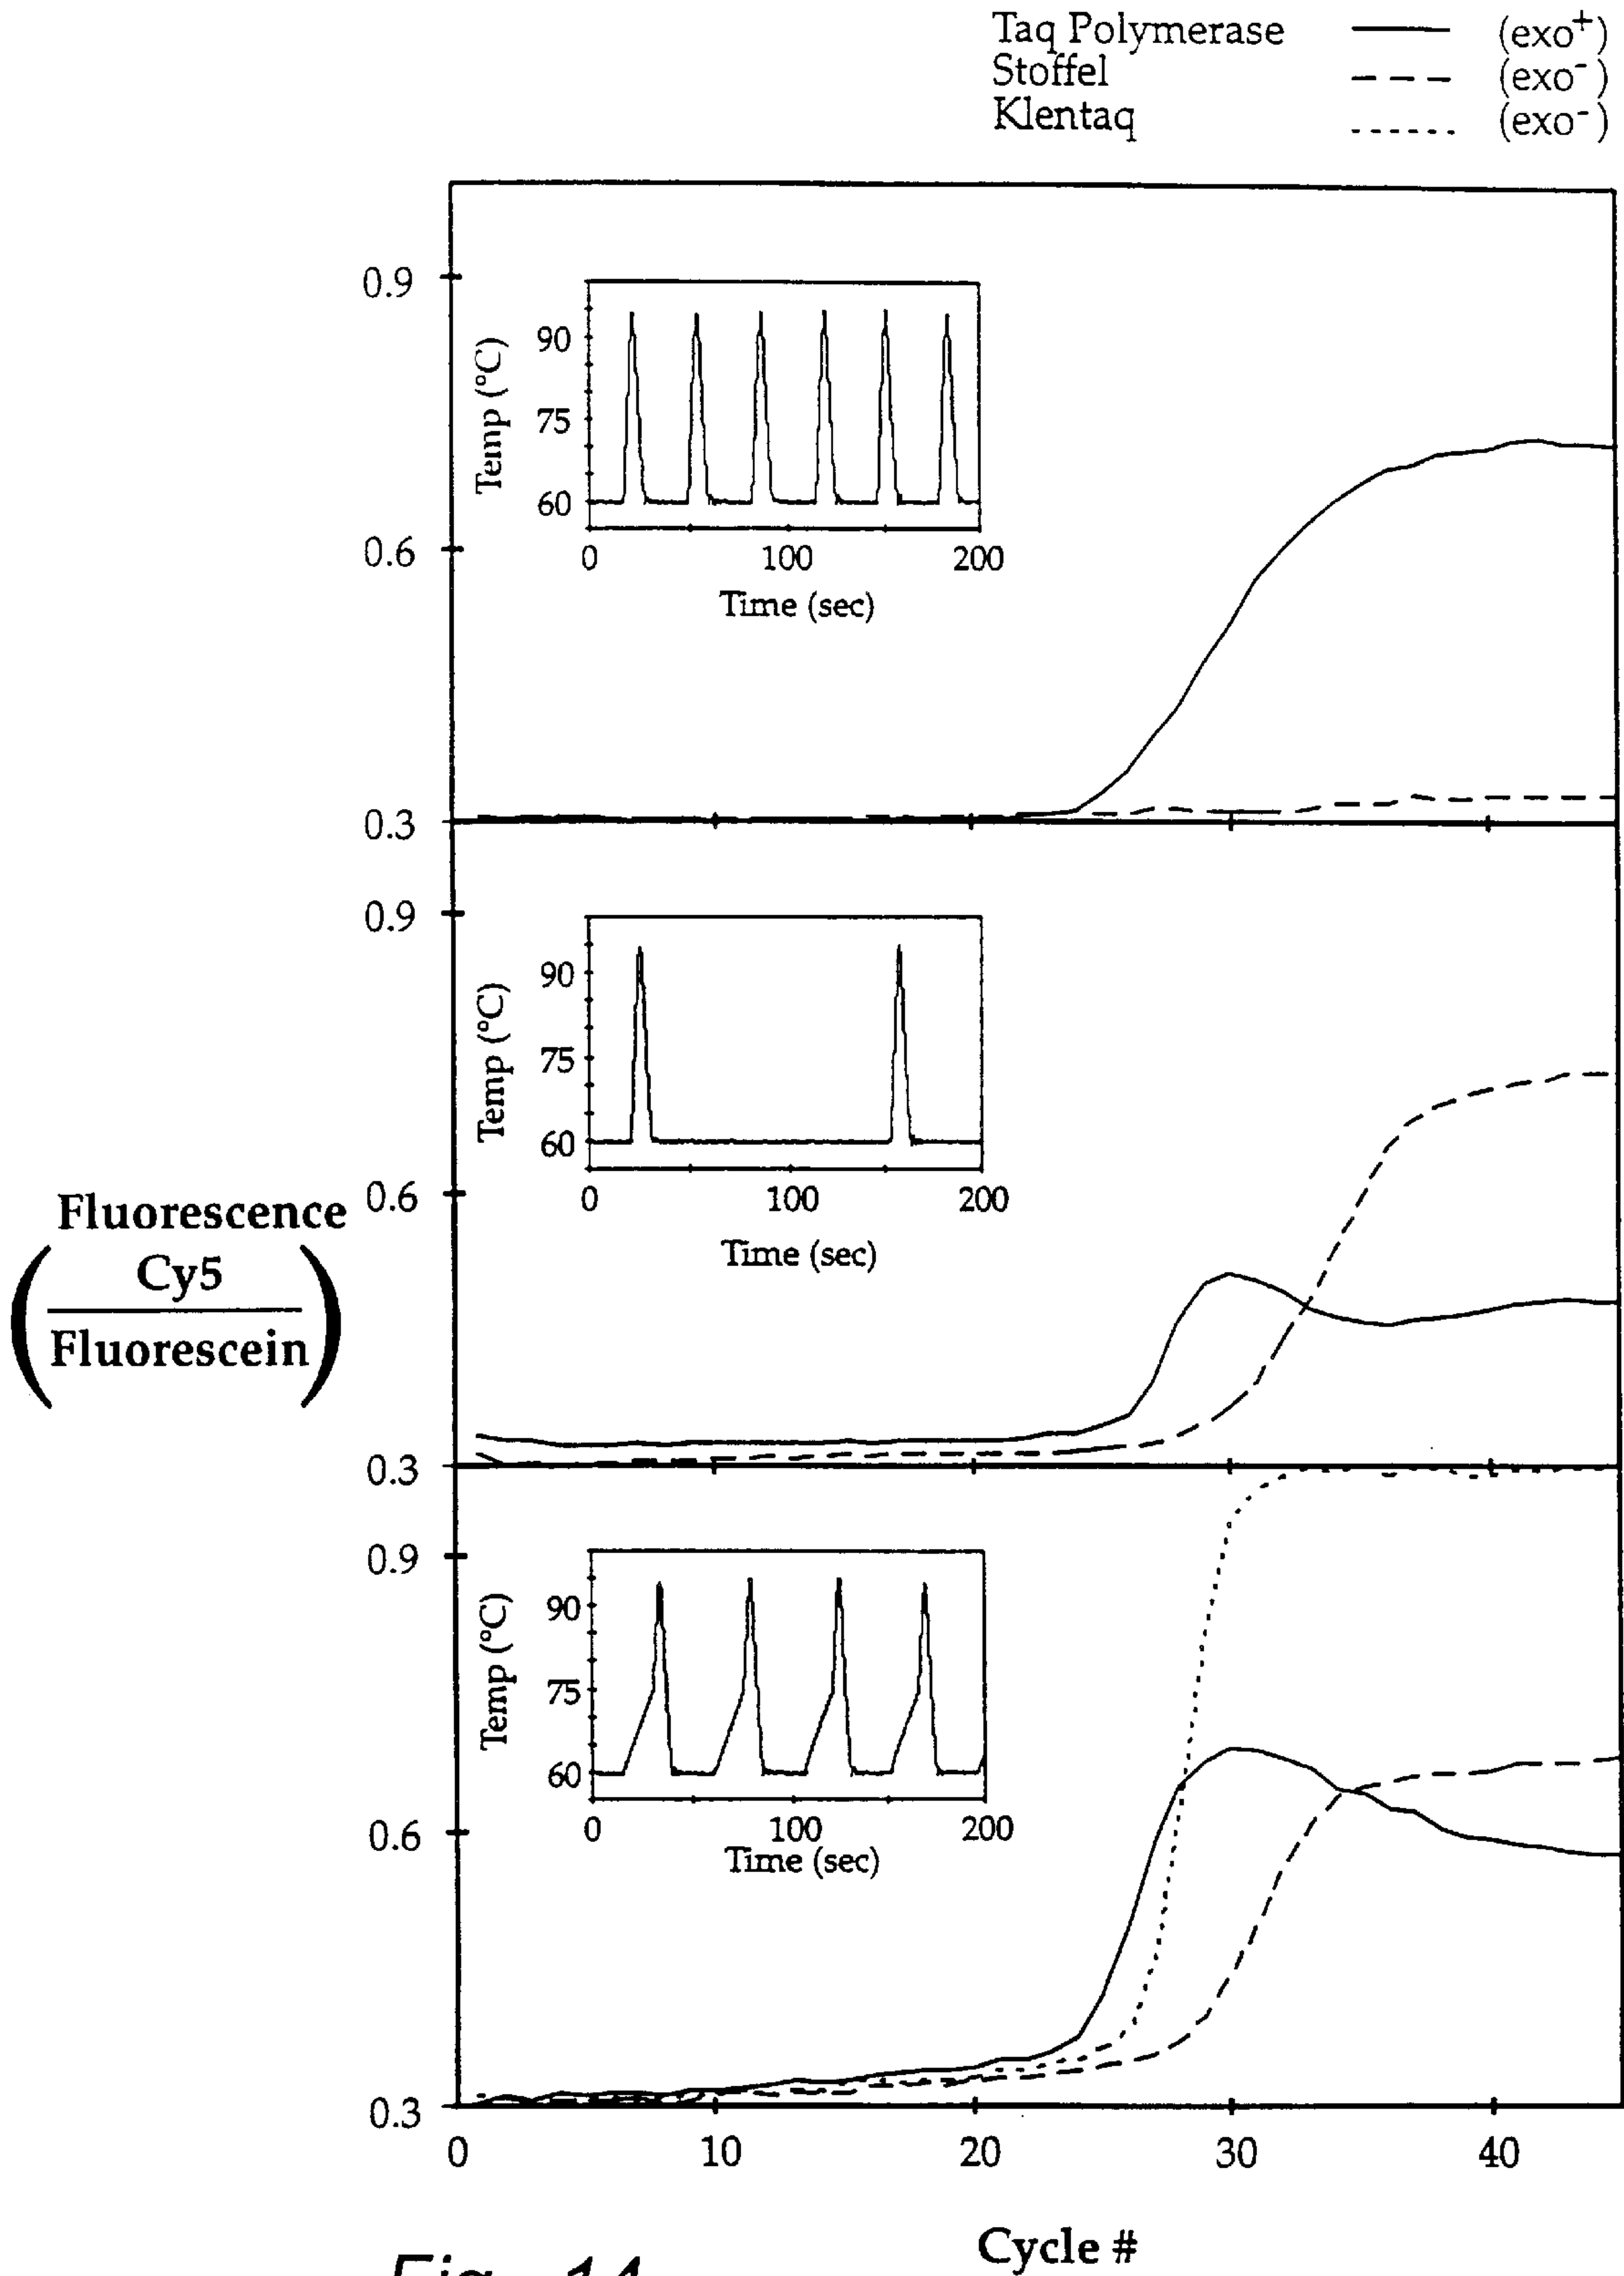 Taq Polymerase (exo⁺)
Stoffel (exo⁻)
Klentaq (exo⁻)
0.9
0.6
0.3
Temp (°C)
90
75
60
0 100 200
Time (sec)
0.9
0.6
0.3
Temp (°C)
90
75
60
0 100 200
Time (sec)
Fluorescence
Cy5
Fluorescein
0.9
0.6
0.3
Temp (°C)
90
75
60
0 100 200
Time (sec)
0 10 20 30 40
Cycle #
Fig. 14